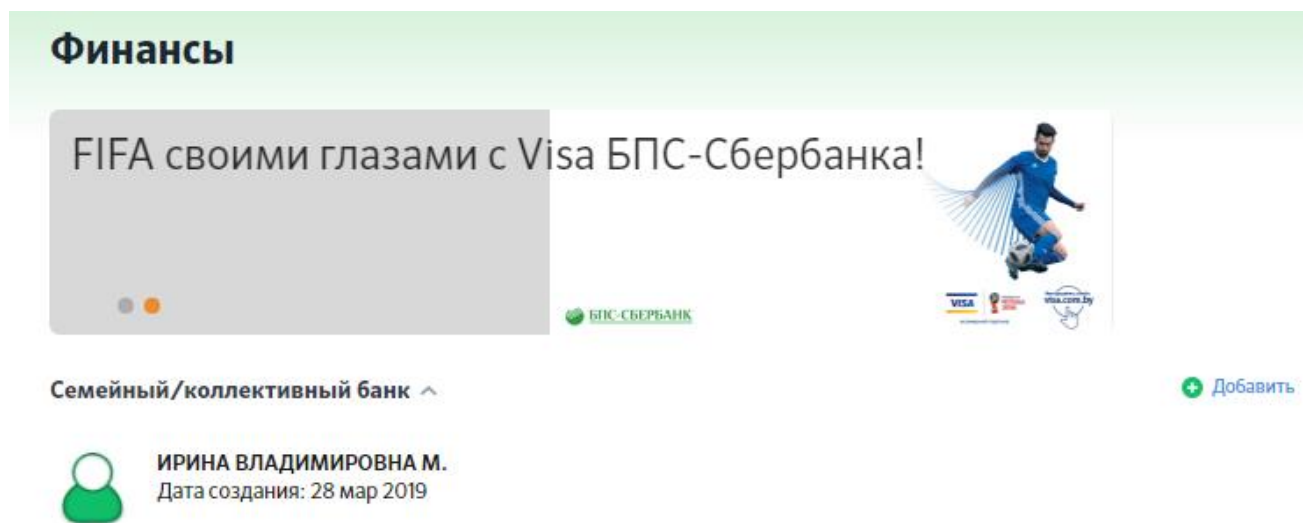 Финансы
FIFA своими глазами с Visa БПС-Сбербанка!
БПС-СБЕРБАНК
VISA
visa.com.by
Семейный/коллективный банк
Добавить
ИРИНА ВЛАДИМИРОВНА М.
Дата создания: 28 мар 2019